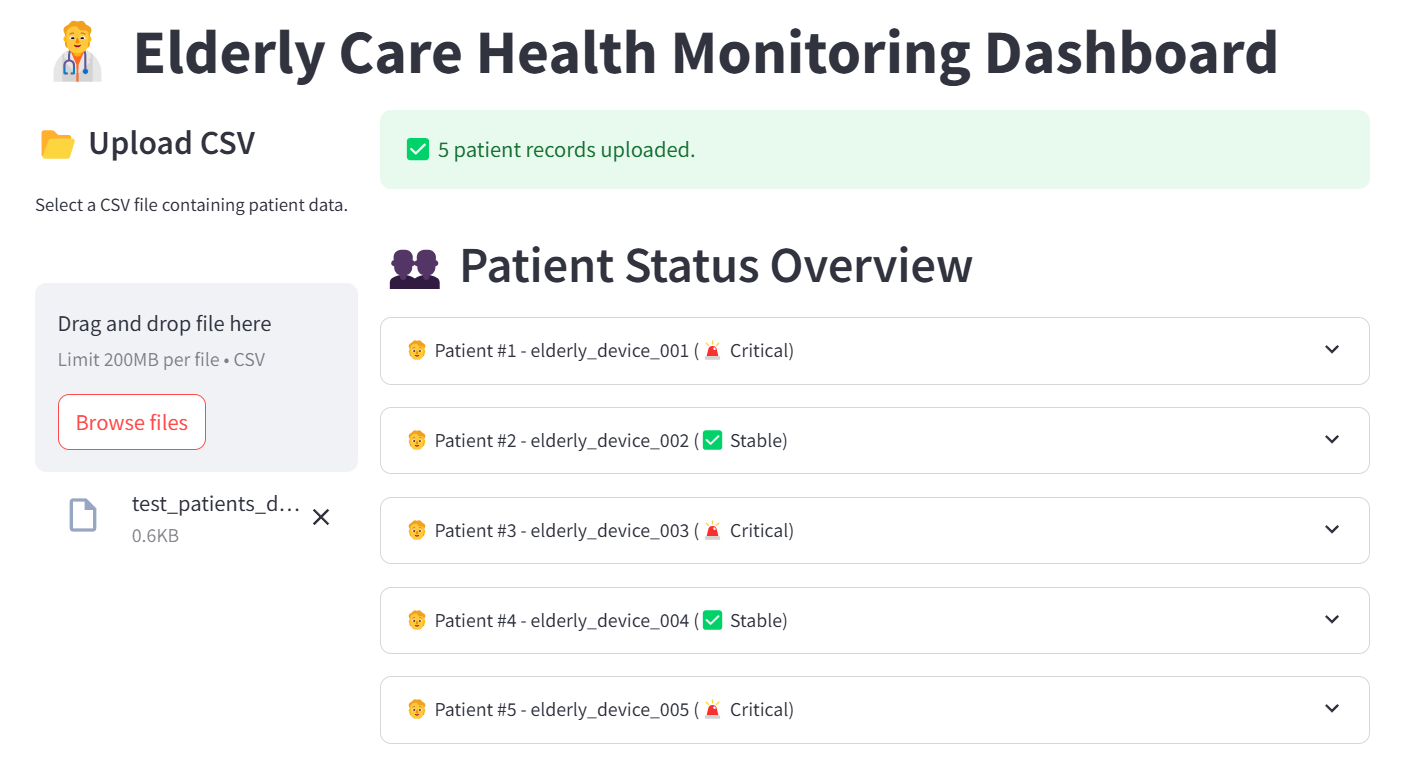 Elderly Care Health Monitoring Dashboard
Upload CSV
Select a CSV file containing patient data.
Drag and drop file here
Limit 200MB per file • CSV
Browse files
test_patients_d...
0.6KB
5 patient records uploaded.
Patient Status Overview
Patient #1 - elderly_device_001 (🚨 Critical)
Patient #2 - elderly_device_002 (✅ Stable)
Patient #3 - elderly_device_003 (🚨 Critical)
Patient #4 - elderly_device_004 (✅ Stable)
Patient #5 - elderly_device_005 (🚨 Critical)